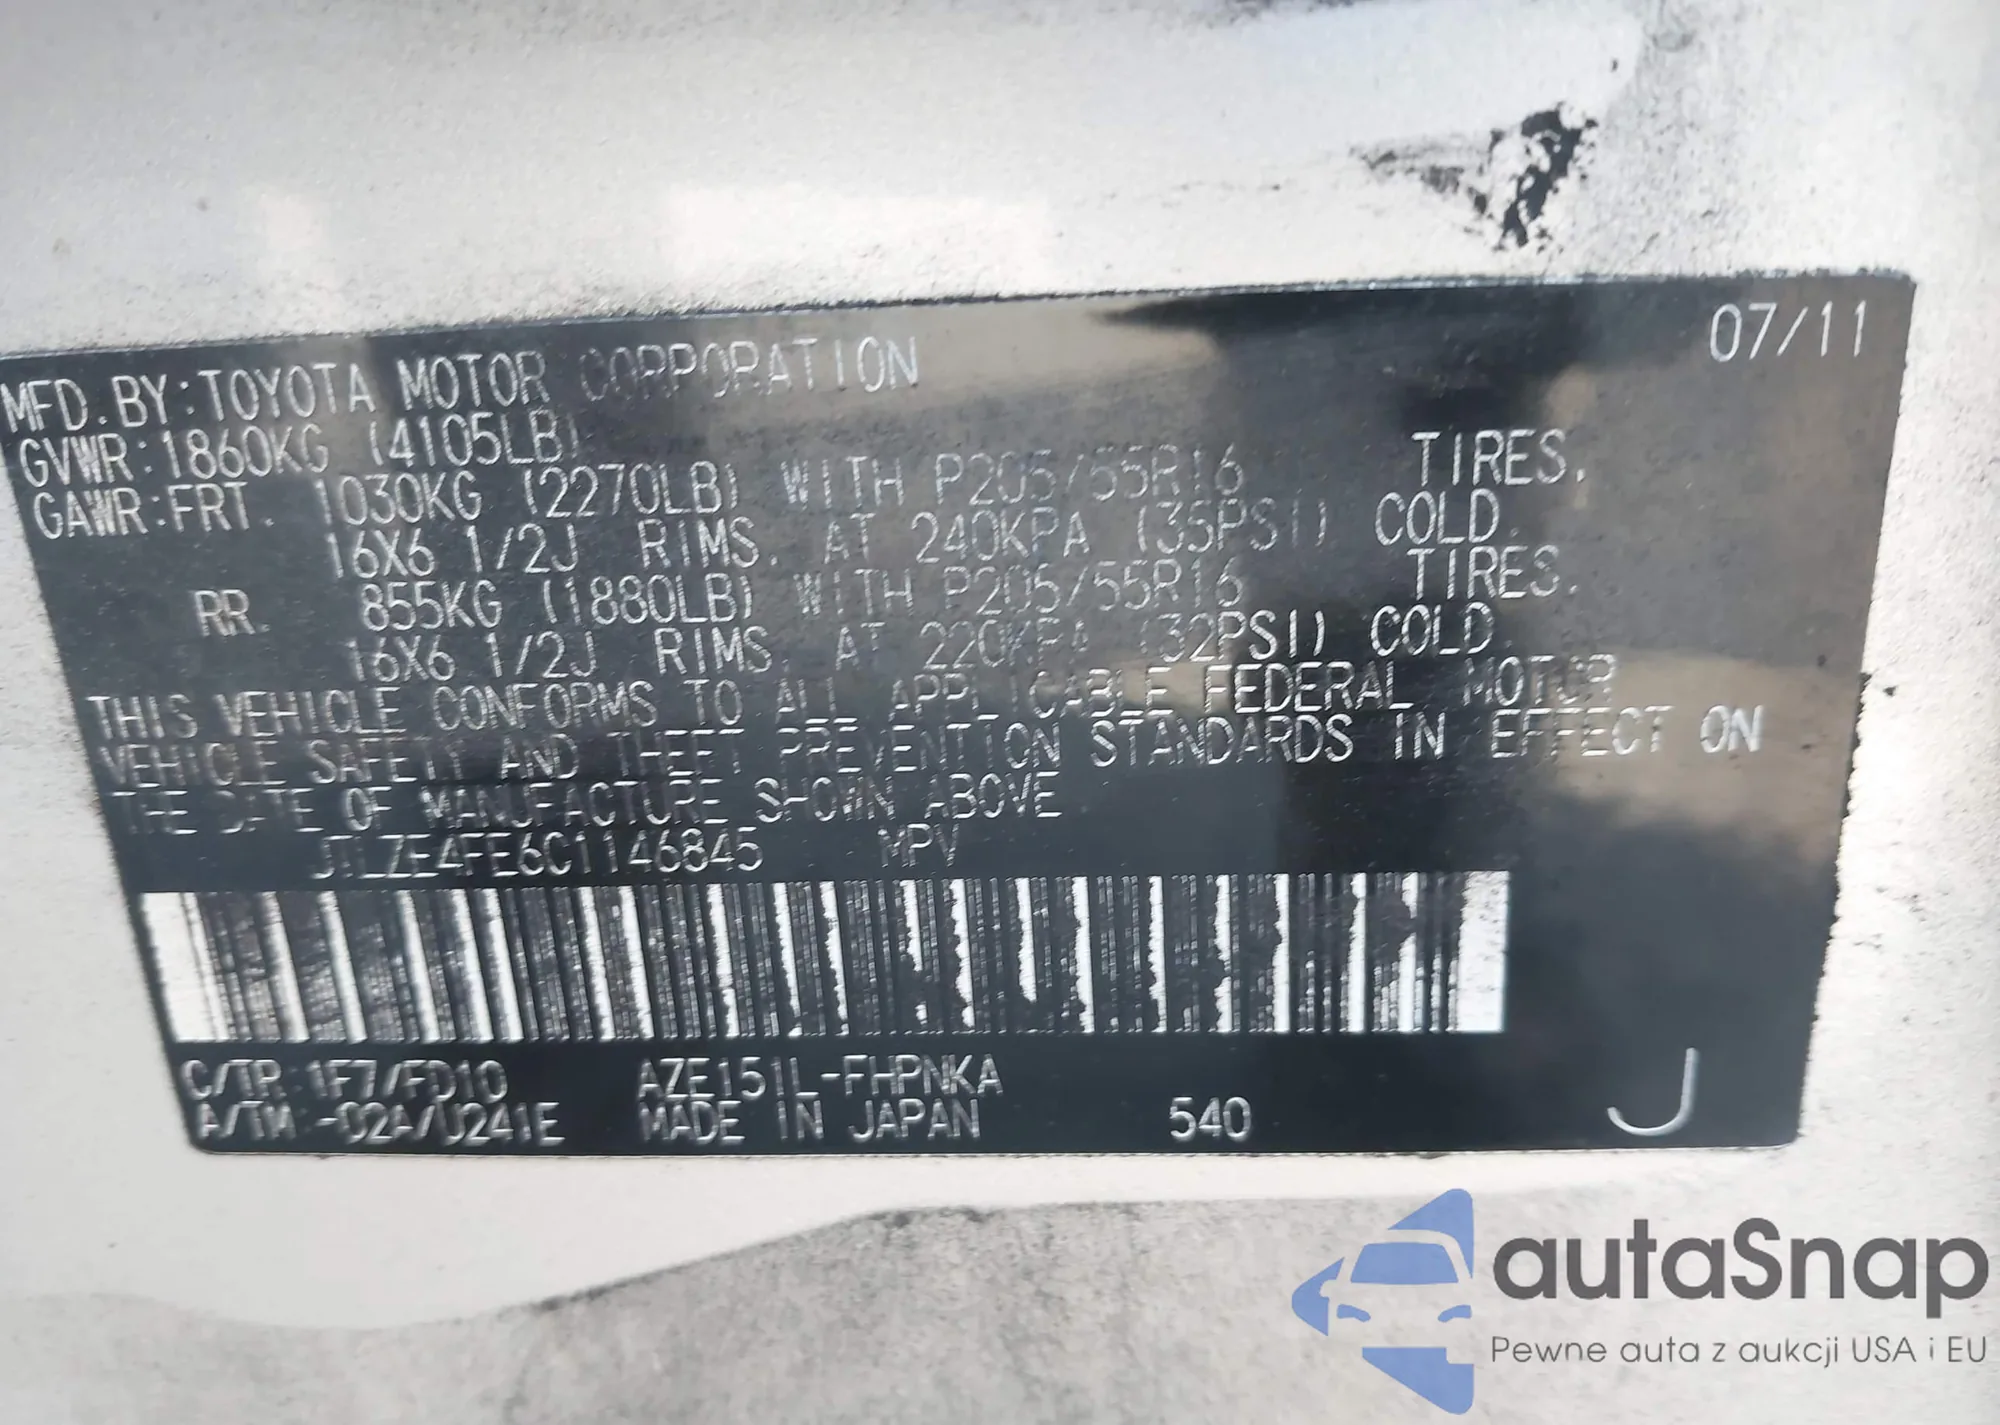 07/11
MFD. BY: TOYOTA MOTOR CORPORATION
GVWR: 1860KG (4105LB)
GAWR: FRT. 1030KG (2270LB) WITH P205/55R16 TIRES.
16X6 1/2J RIMS. AT 240KPA (35PSI) COLD.
RR. 855KG (1880LB) WITH P205/55R16 TIRES.
16X6 1/2J RIMS. AT 220KPA (32PSI) COLD.
THIS VEHICLE CONFORMS TO ALL APPLICABLE FEDERAL MOTOR
VEHICLE SAFETY AND THEFT PREVENTION STANDARDS IN EFFECT ON
THE DATE OF MANUFACTURE SHOWN ABOVE
JTLZE4FE6C1146845 MPV
C/TR: 1F7/FD10 AZE151L-FHPNKA
A/TM: -02A/U241E MADE IN JAPAN 540 J
autaSnap
Pewne auta z aukcji USA i EU